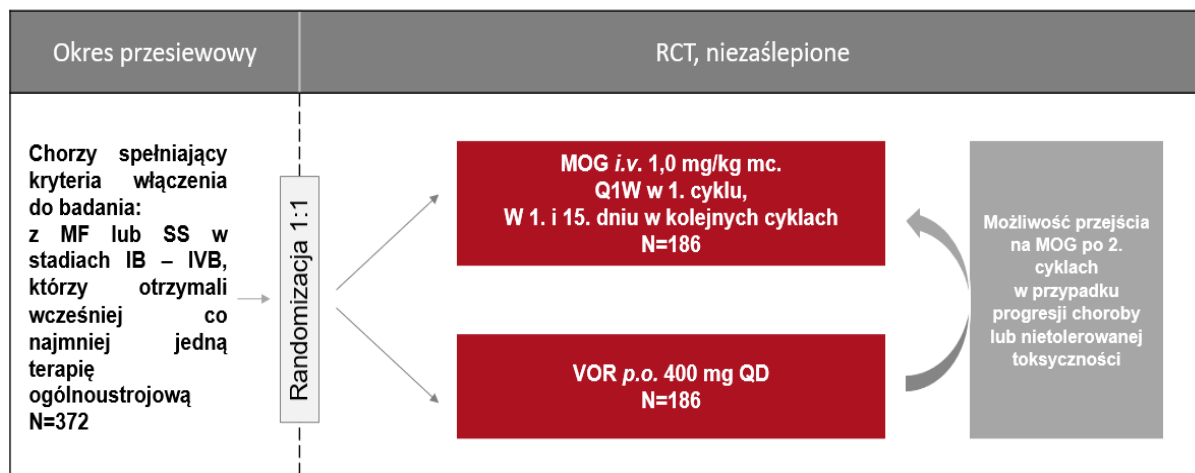 Okres przesiewowy
RCT, niezaślepione
Chorzy spełniający
kryteria włączenia
do badania:
z MF lub SS w
stadiach IB – IVB,
którzy otrzymali
wcześniej co
najmniej jedną
terapię
ogólnoustrojową
N=372
Randomizacja 1:1
MOG i.v. 1,0 mg/kg mc.
Q1W w 1. cyklu,
W 1. i 15. dniu w kolejnych cyklach
N=186
VOR p.o. 400 mg QD
N=186
Możliwość przejścia
na MOG po 2.
cyklach
w przypadku
progresji choroby
lub nietolerowanej
toksyczności